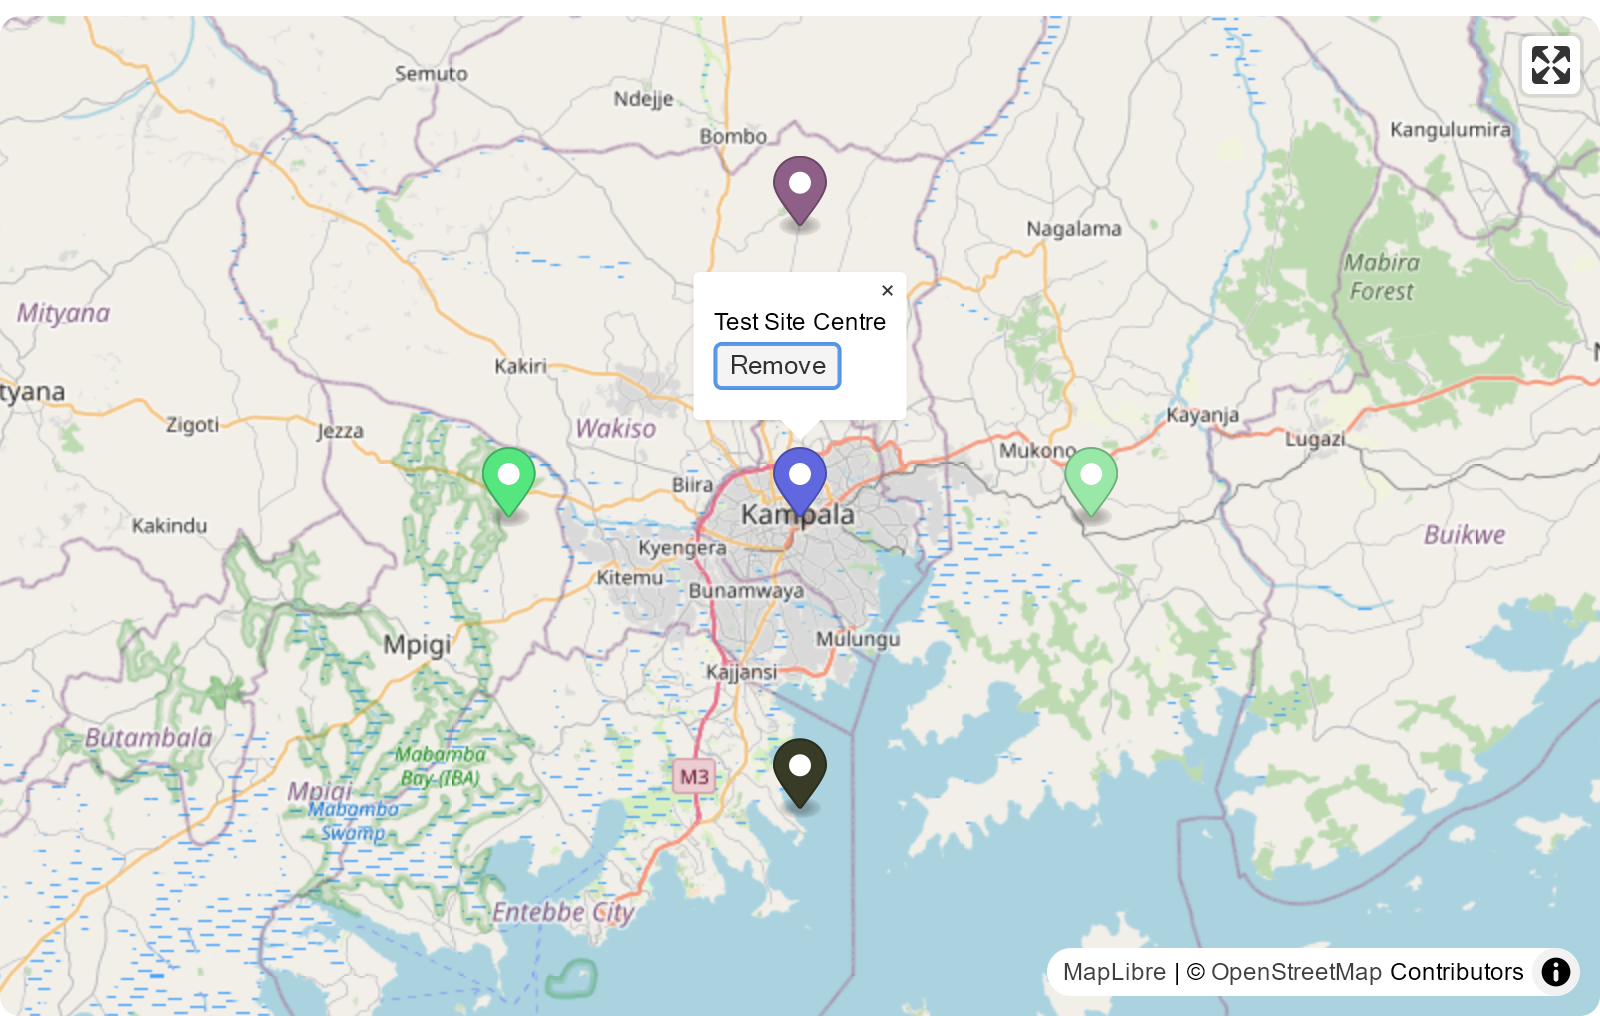 Semuto
Ndejje
Bombo
Kangulumira
Nagalama
Mabira
Forest
Mityana
×
Test Site Centre
Remove
Kakiri
tyana
Zigoti
Jezza
Wakiso
Kayanja
Lugazi
Mukono
Biira
Kampala
Kakindu
Buikwe
Kyengera
Kitemu
Bunamwaya
Mpigi
Mulungu
Kajjansi
Butambala
Mabamba
Bay (IBA)
M3
Mpigi
Mabamba
Swamp
Entebbe City
MapLibre | © OpenStreetMap Contributors